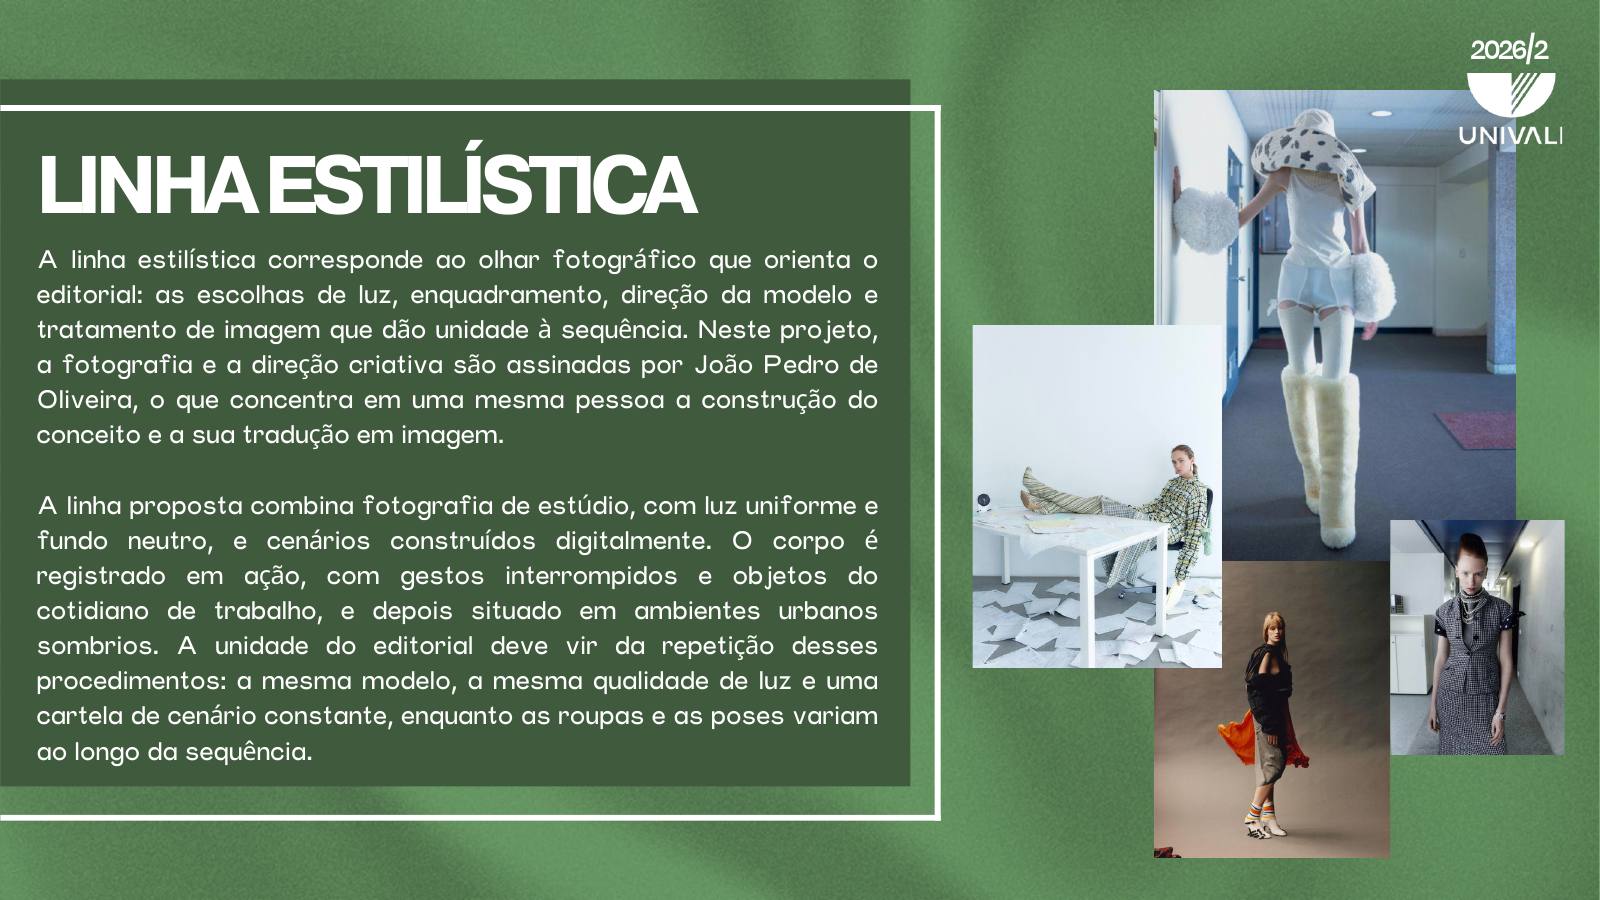 2026/2
UNIVALI
LINHA ESTILÍSTICA
A linha estilística corresponde ao olhar fotográfico que orienta o
editorial: as escolhas de luz, enquadramento, direção da modelo e
tratamento de imagem que dão unidade à sequência. Neste projeto,
a fotografia e a direção criativa são assinadas por João Pedro de
Oliveira, o que concentra em uma mesma pessoa a construção do
conceito e a sua tradução em imagem.
A linha proposta combina fotografia de estúdio, com luz uniforme e
fundo neutro, e cenários construídos digitalmente. O corpo é
registrado em ação, com gestos interrompidos e objetos do
cotidiano de trabalho, e depois situado em ambientes urbanos
sombrios. A unidade do editorial deve vir da repetição desses
procedimentos: a mesma modelo, a mesma qualidade de luz e uma
cartela de cenário constante, enquanto as roupas e as poses variam
ao longo da sequência.